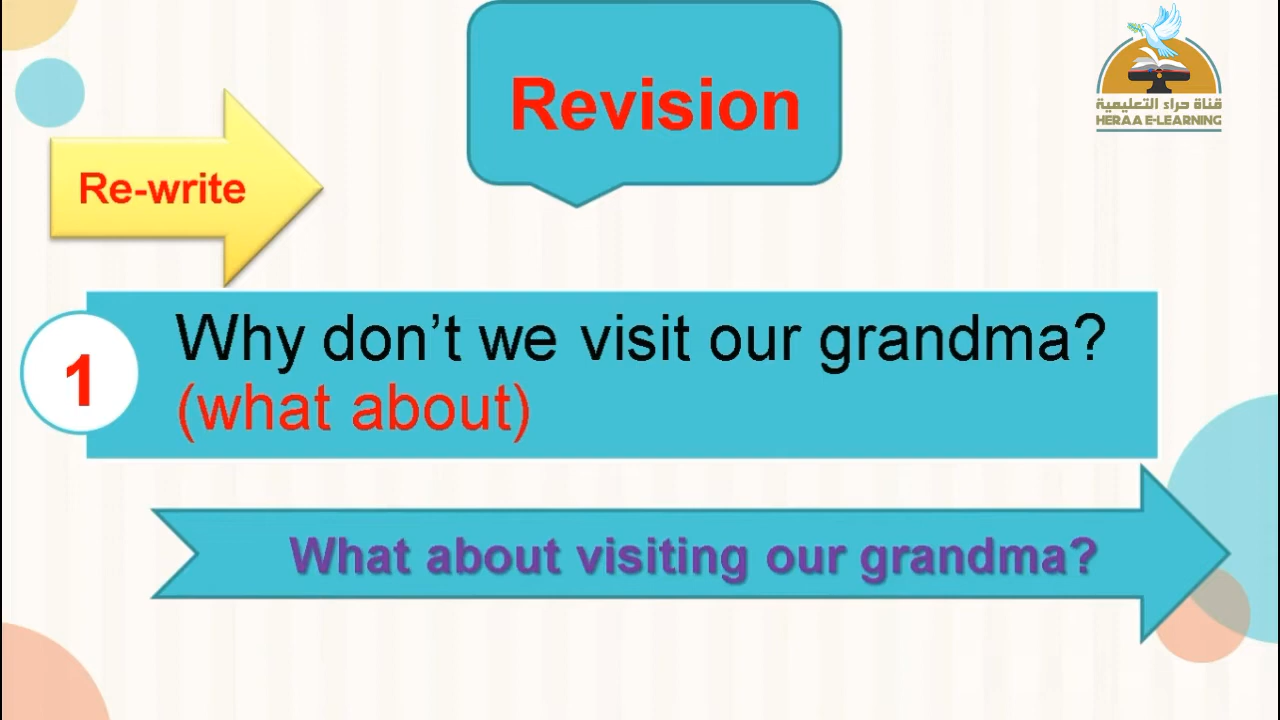 Revision
قناة حراء التعليمية
HERAA E-LEARNING
Re-write
1
Why don’t we visit our grandma?
(what about)
What about visiting our grandma?